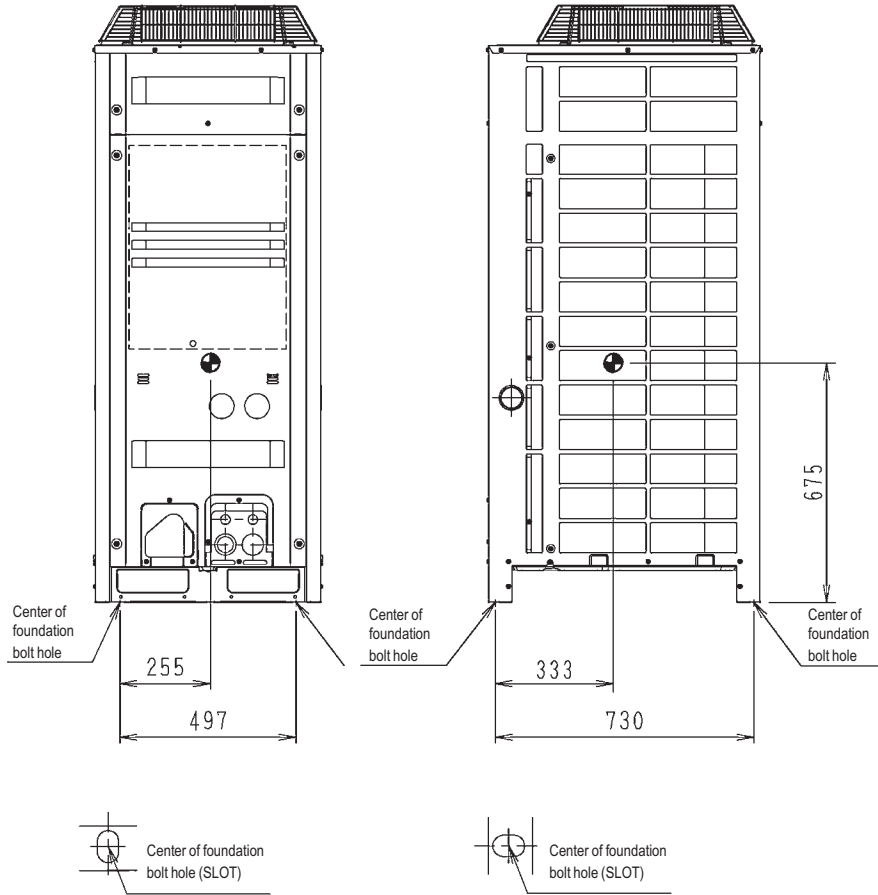 675
Center of
foundation
bolt hole
255
497
Center of
foundation
bolt hole
333
730
Center of
foundation
bolt hole
Center of foundation
bolt hole (SLOT)
Center of foundation
bolt hole (SLOT)